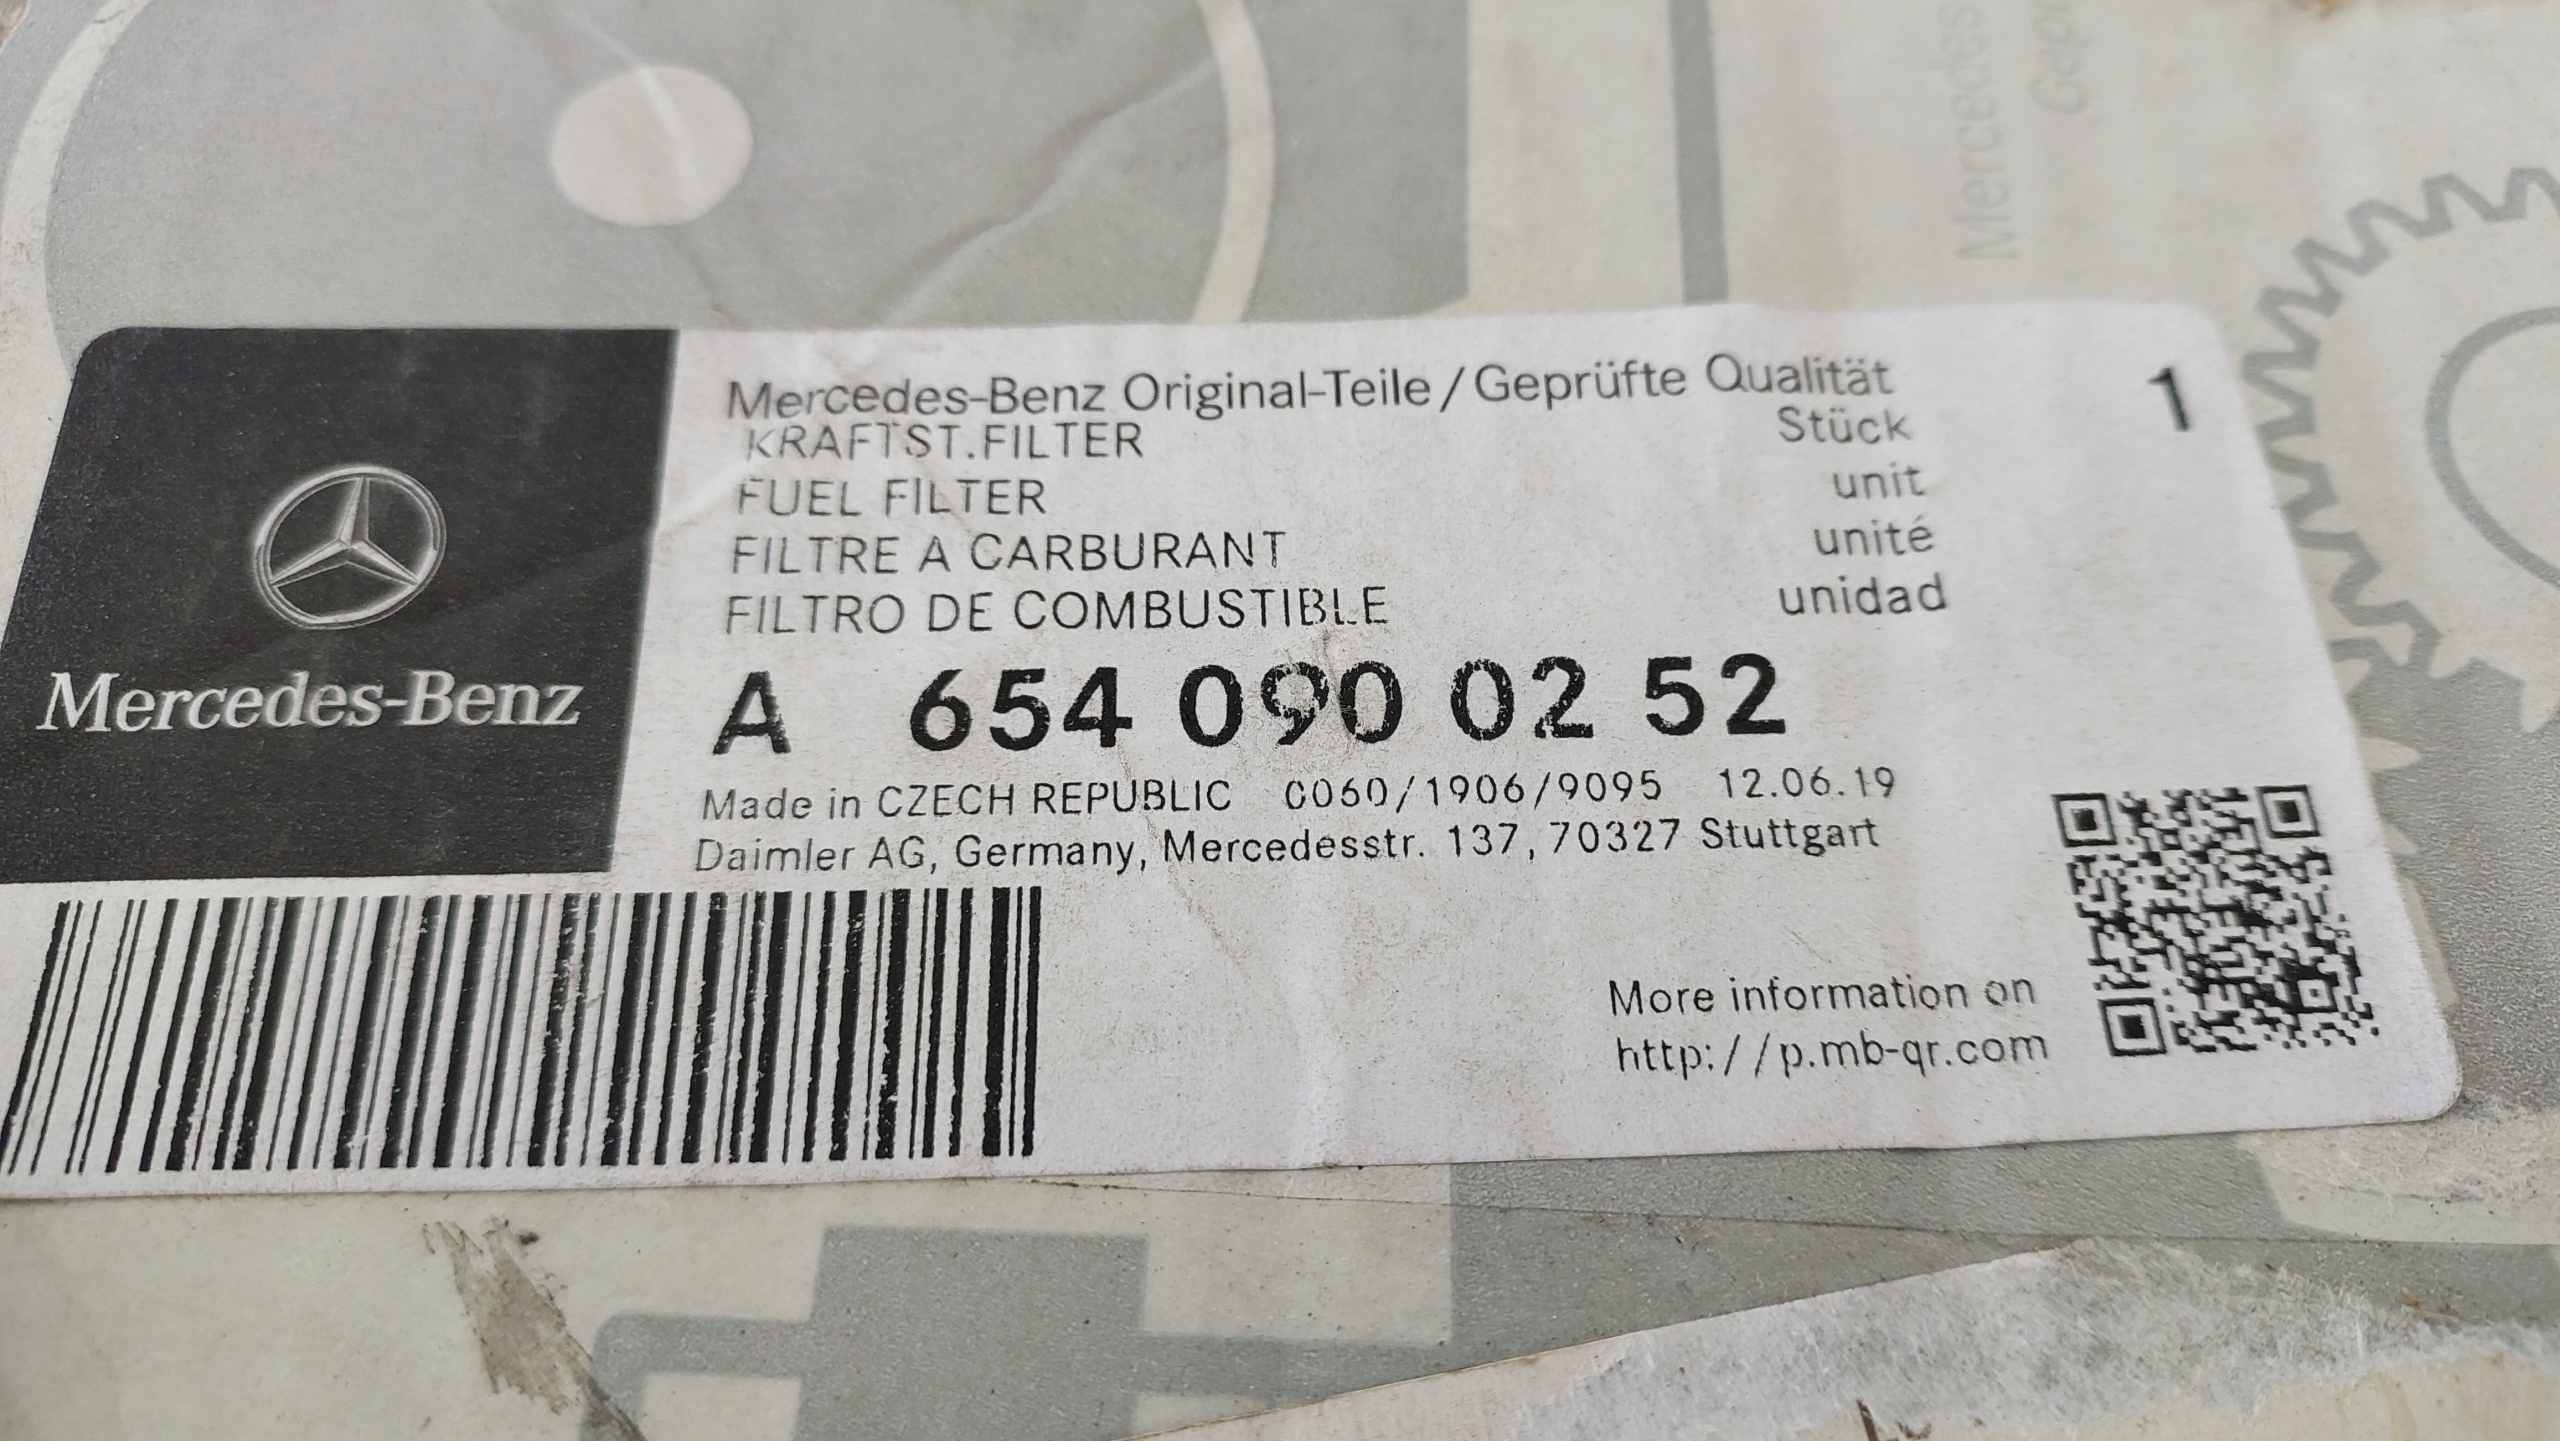 Mercedes
Mercedes-Benz
Mercedes-Benz Original-Teile / Geprüfte Qualität
1
KRAFTST.FILTER Stück
FUEL FILTER unit
FILTRE A CARBURANT unité
FILTRO DE COMBUSTIBLE unidad
A 654 090 02 52
Made in CZECH REPUBLIC 0060/1906/9095 12.06.19
Daimler AG, Germany, Mercedesstr. 137, 70327 Stuttgart
More information on
http://p.mb-qr.com